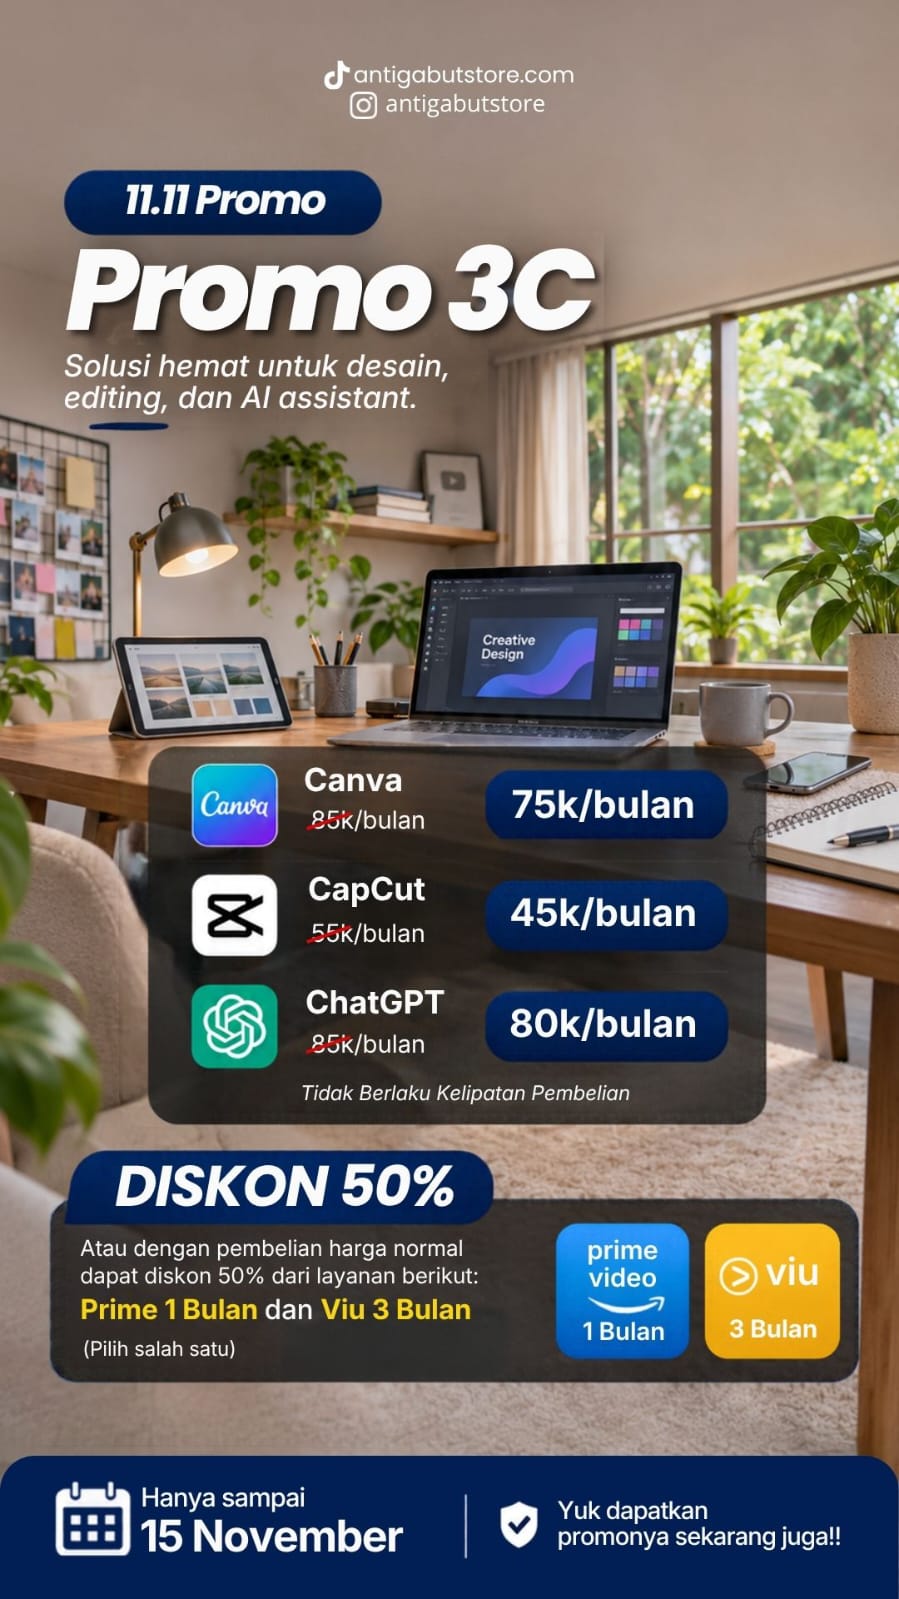 antigabutstore.com
antigabutstore
11.11 Promo
Promo 3C
Solusi hemat untuk desain,
editing, dan AI assistant.
Creative
Design
Canva
Canva
85k/bulan
75k/bulan
CapCut
55k/bulan
45k/bulan
ChatGPT
85k/bulan
80k/bulan
Tidak Berlaku Kelipatan Pembelian
DISKON 50%
Atau dengan pembelian harga normal
dapat diskon 50% dari layanan berikut:
Prime 1 Bulan dan Viu 3 Bulan
(Pilih salah satu)
prime
video
1 Bulan
viu
3 Bulan
Hanya sampai
15 November
Yuk dapatkan
promonya sekarang juga!!